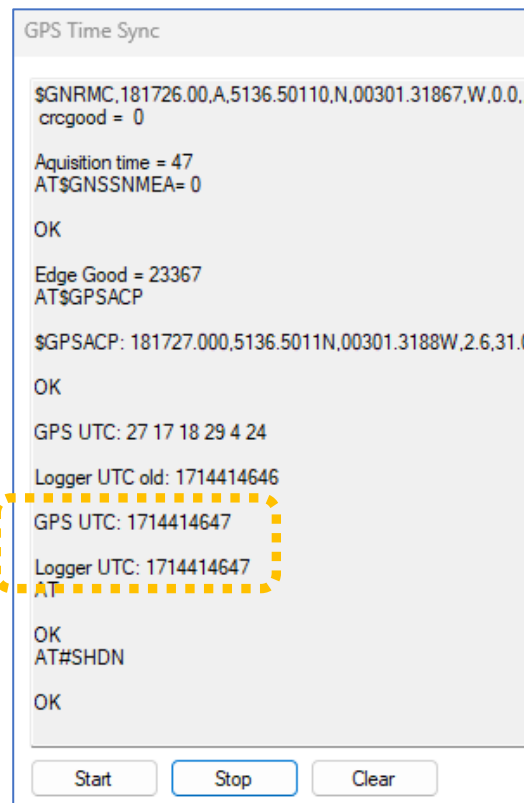 GPS Time Sync
$GNRMC,181726.00,A,5136.50110,N,00301.31867,W,0.0,
crcgood = 0
Aquisition time = 47
AT$GNSSNMEA= 0
OK
Edge Good = 23367
AT$GPSACP
$GPSACP: 181727.000,5136.5011N,00301.3188W,2.6,31.0
OK
GPS UTC: 27 17 18 29 4 24
Logger UTC old: 1714414646
GPS UTC: 1714414647
Logger UTC: 1714414647
AT
OK
AT#SHDN
OK
Start Stop Clear